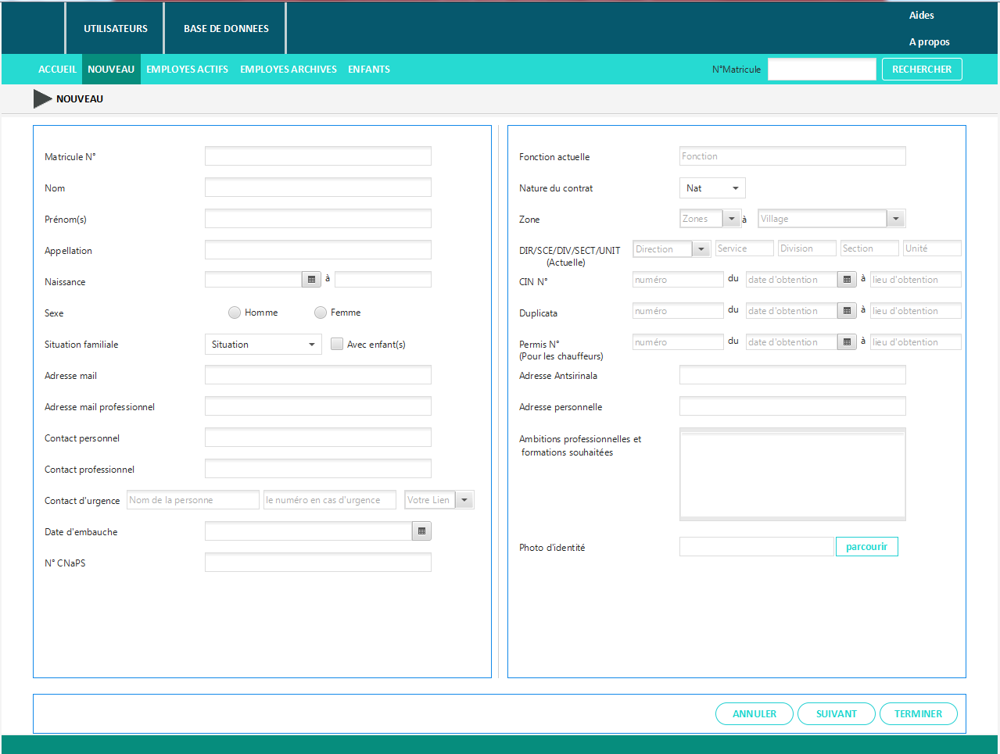 UTILISATEURS
BASE DE DONNEES
Aides
A propos
ACCUEIL NOUVEAU EMPLOYES ACTIFS EMPLOYES ARCHIVES ENFANTS
N°Matricule RECHERCHER
NOUVEAU
Matricule N°
Nom
Prénom(s)
Appellation
Naissance à
Sexe Homme Femme
Situation familiale Situation Avec enfant(s)
Adresse mail
Adresse mail professionnel
Contact personnel
Contact professionnel
Contact d'urgence Nom de la personne le numéro en cas d'urgence Votre Lien
Date d'embauche
N° CNaPS
Fonction actuelle Fonction
Nature du contrat Nat
Zone Zones à Village
DIR/SCE/DIV/SECT/UNIT Direction Service Division Section Unité
(Actuelle)
CIN N° numéro du date d'obtention à lieu d'obtention
Duplicata numéro du date d'obtention à lieu d'obtention
Permis N° numéro du date d'obtention à lieu d'obtention
(Pour les chauffeurs)
Adresse Antsirinala
Adresse personnelle
Ambitions professionnelles et
formations souhaitées
Photo d'identité parcourir
ANNULER SUIVANT TERMINER